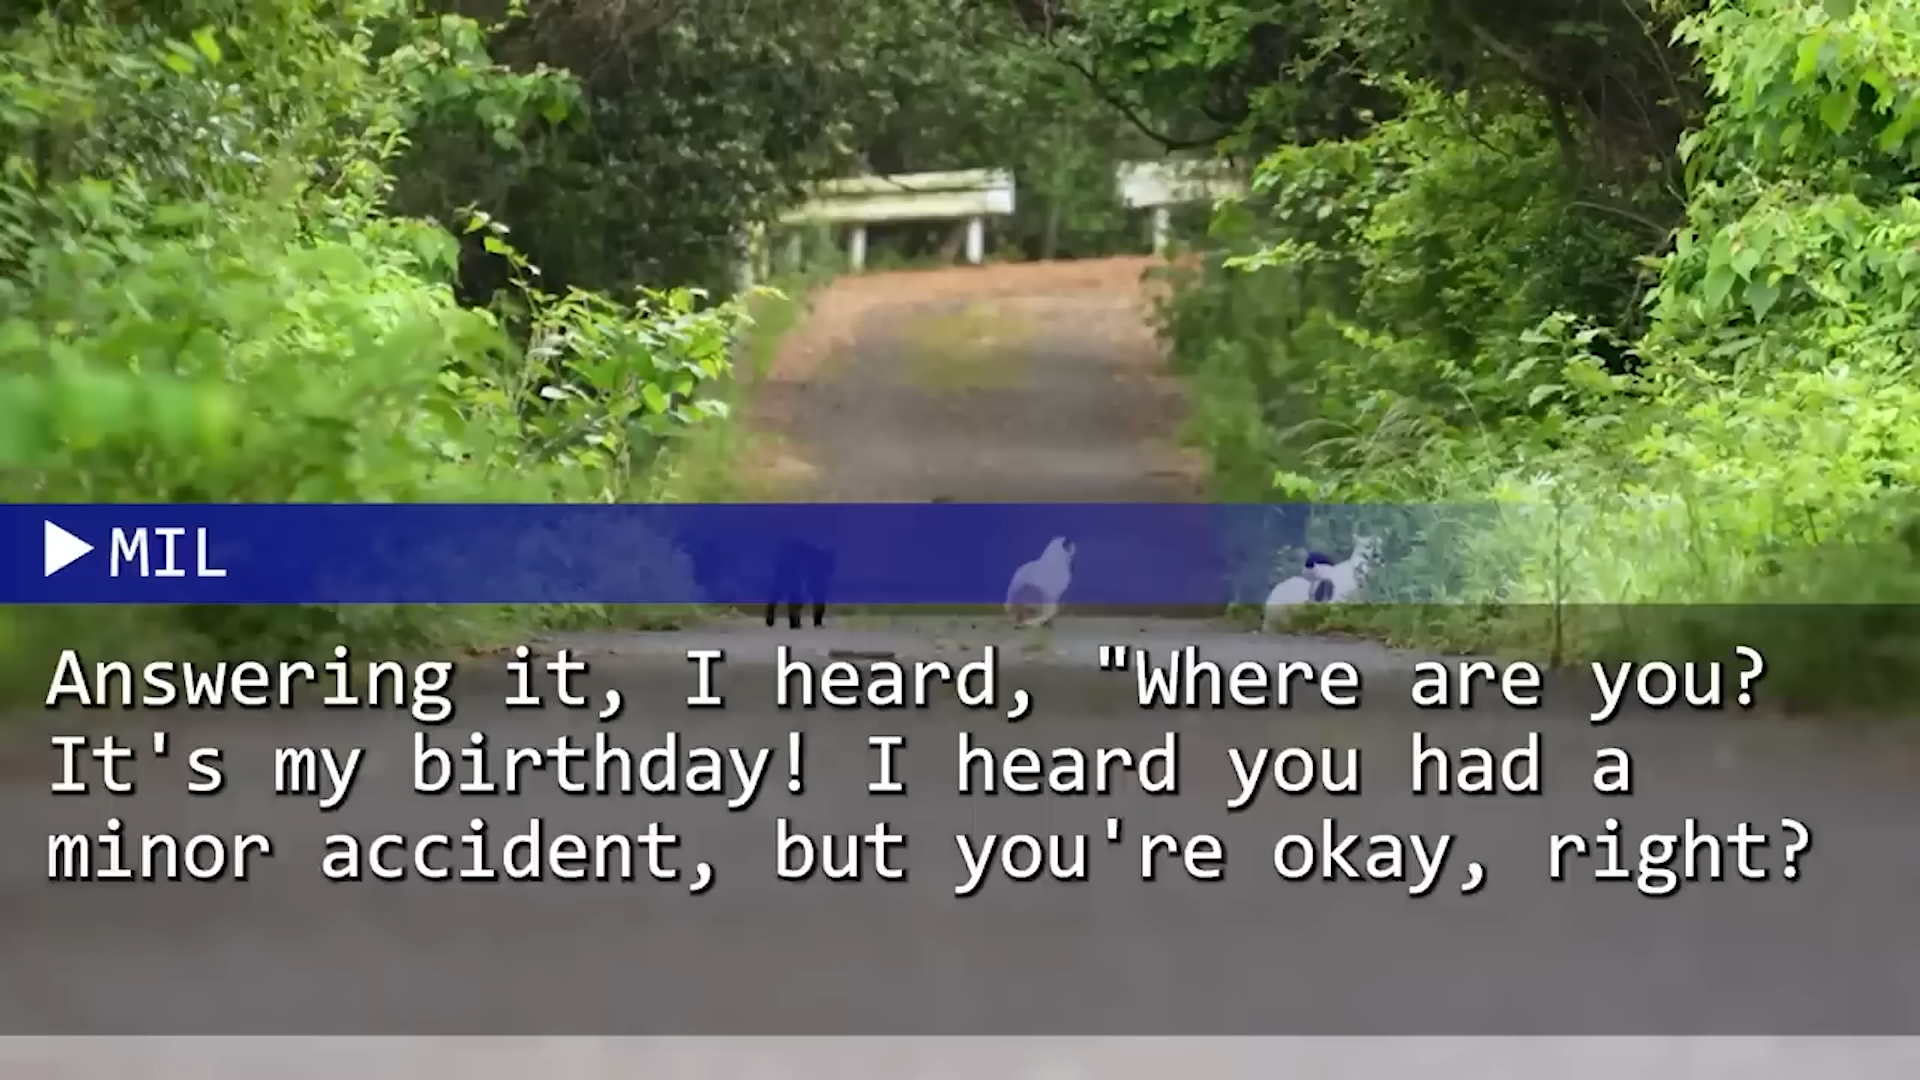 MIL
Answering it, I heard, "Where are you?
It's my birthday! I heard you had a
minor accident, but you're okay, right?